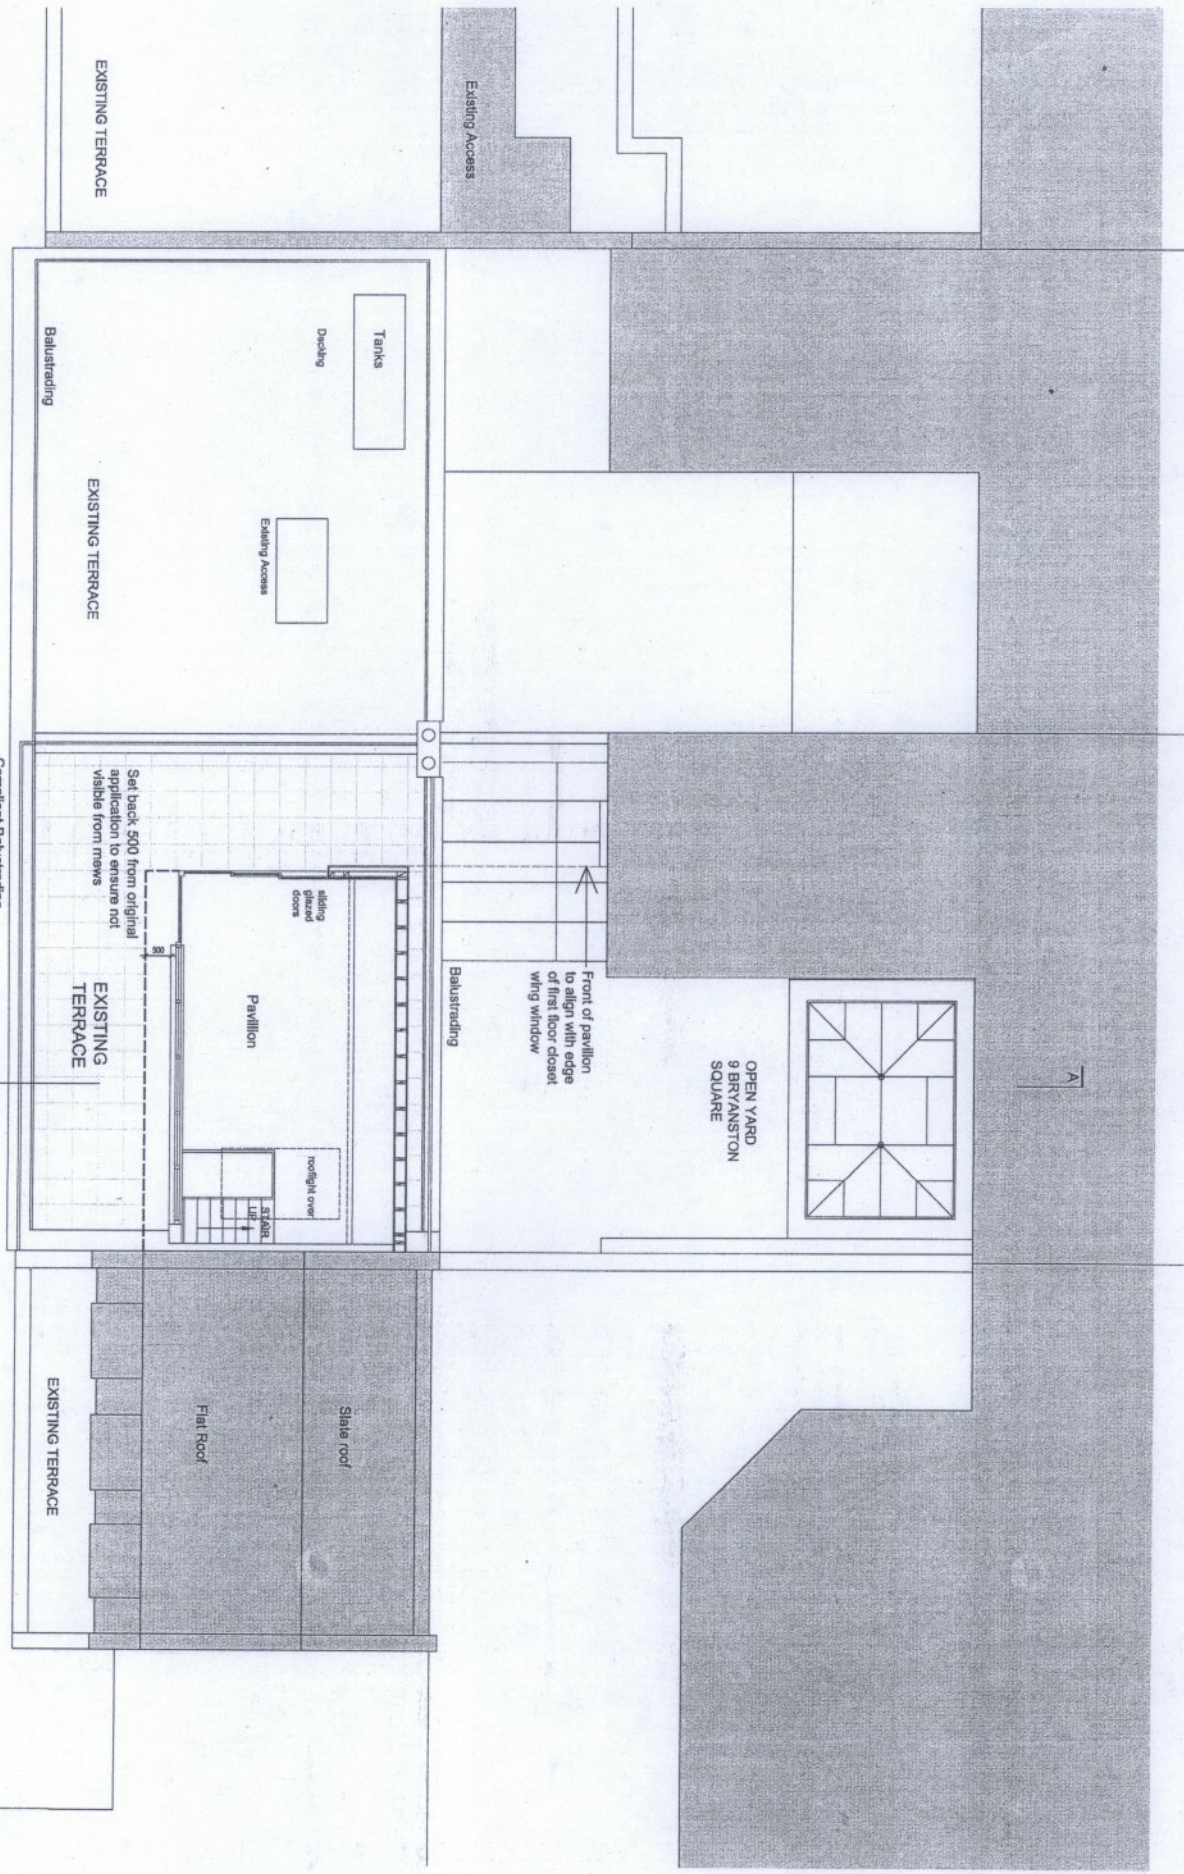 A
OPEN YARD
9 BRYANSTON
SQUARE
Existing Access
Front of pavilion
to align with edge
of first floor closet
wing window
Balustrading
Tanks
Decking
Existing Access
sliding
glazed
doors
Pavillion
rooflight over
STAIR
UP
Slate roof
Flat Roof
500
EXISTING TERRACE
Balustrading
EXISTING TERRACE
Set back 500 from original
application to ensure not
visible from mews
EXISTING
TERRACE
EXISTING TERRACE
Compliant Balustrading